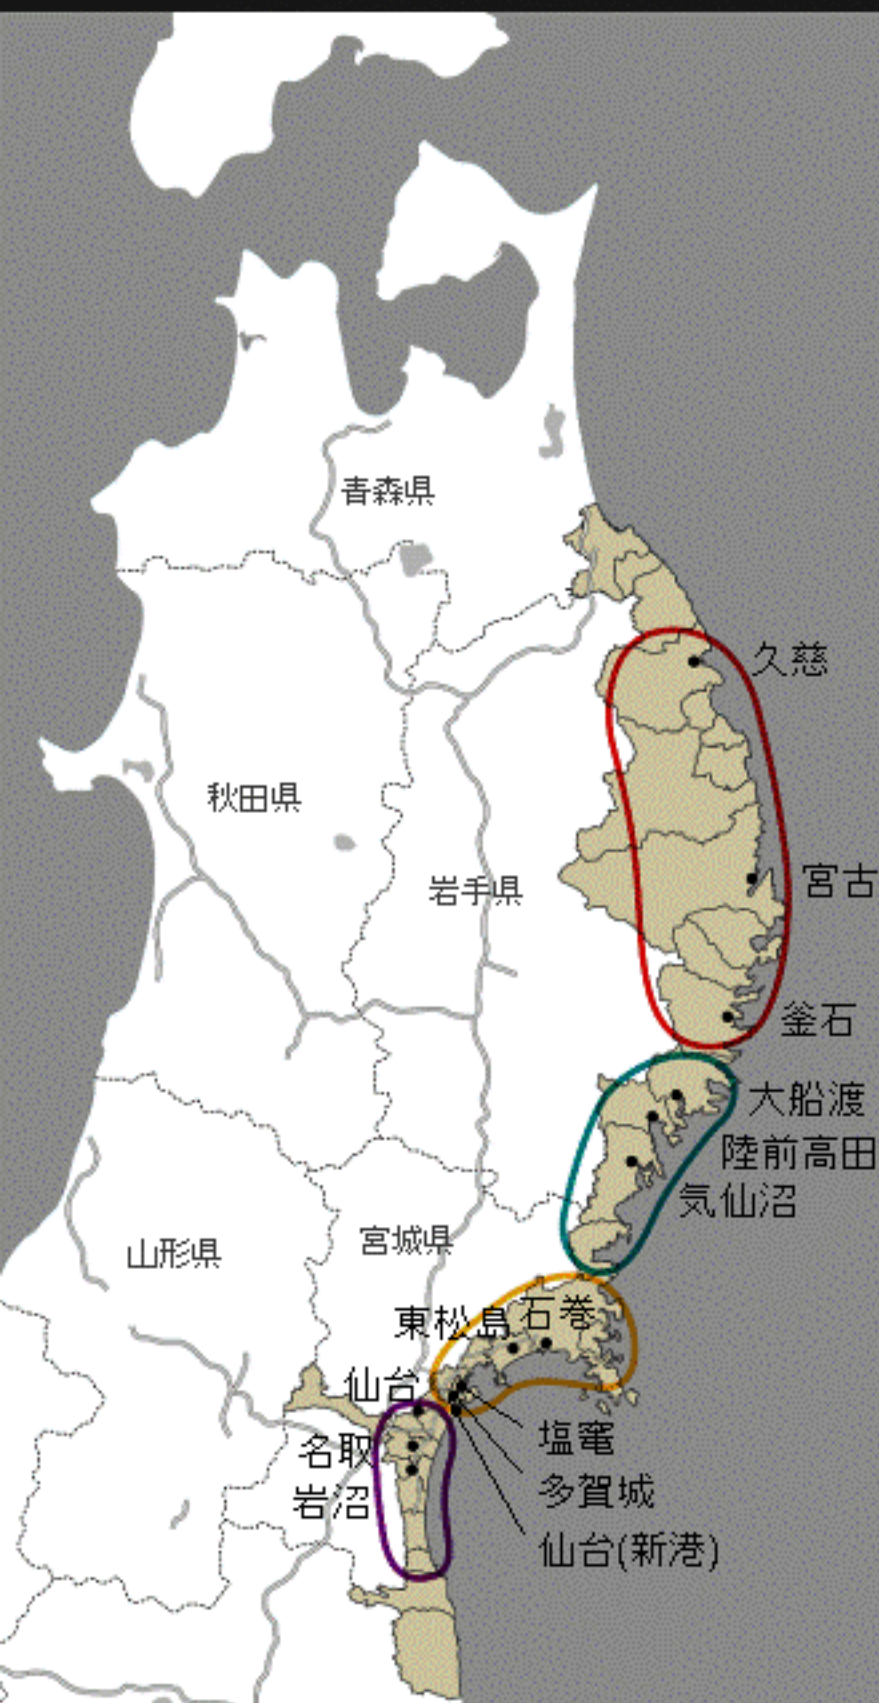 青森県
久慈
秋田県
岩手県
宮古
釜石
大船渡
陸前高田
気仙沼
宮城県
山形県
石巻
東松島
仙台
塩竈
名取
多賀城
岩沼
仙台(新港)